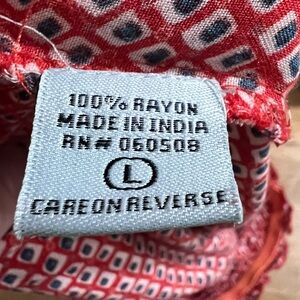 100% RAYON
MADE IN INDIA
RN# 060508
L
CARE ON REVERSE